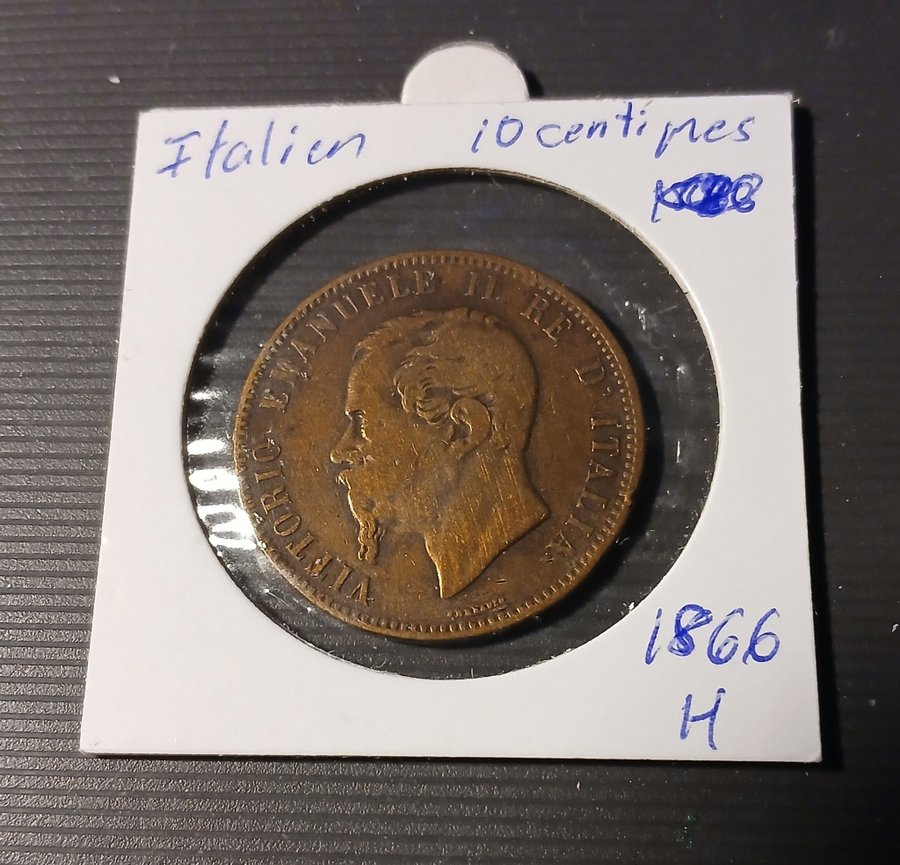 Italien 10 centimes
VITTORIO EMANUELE II. RE D'ITALIA
1866
H